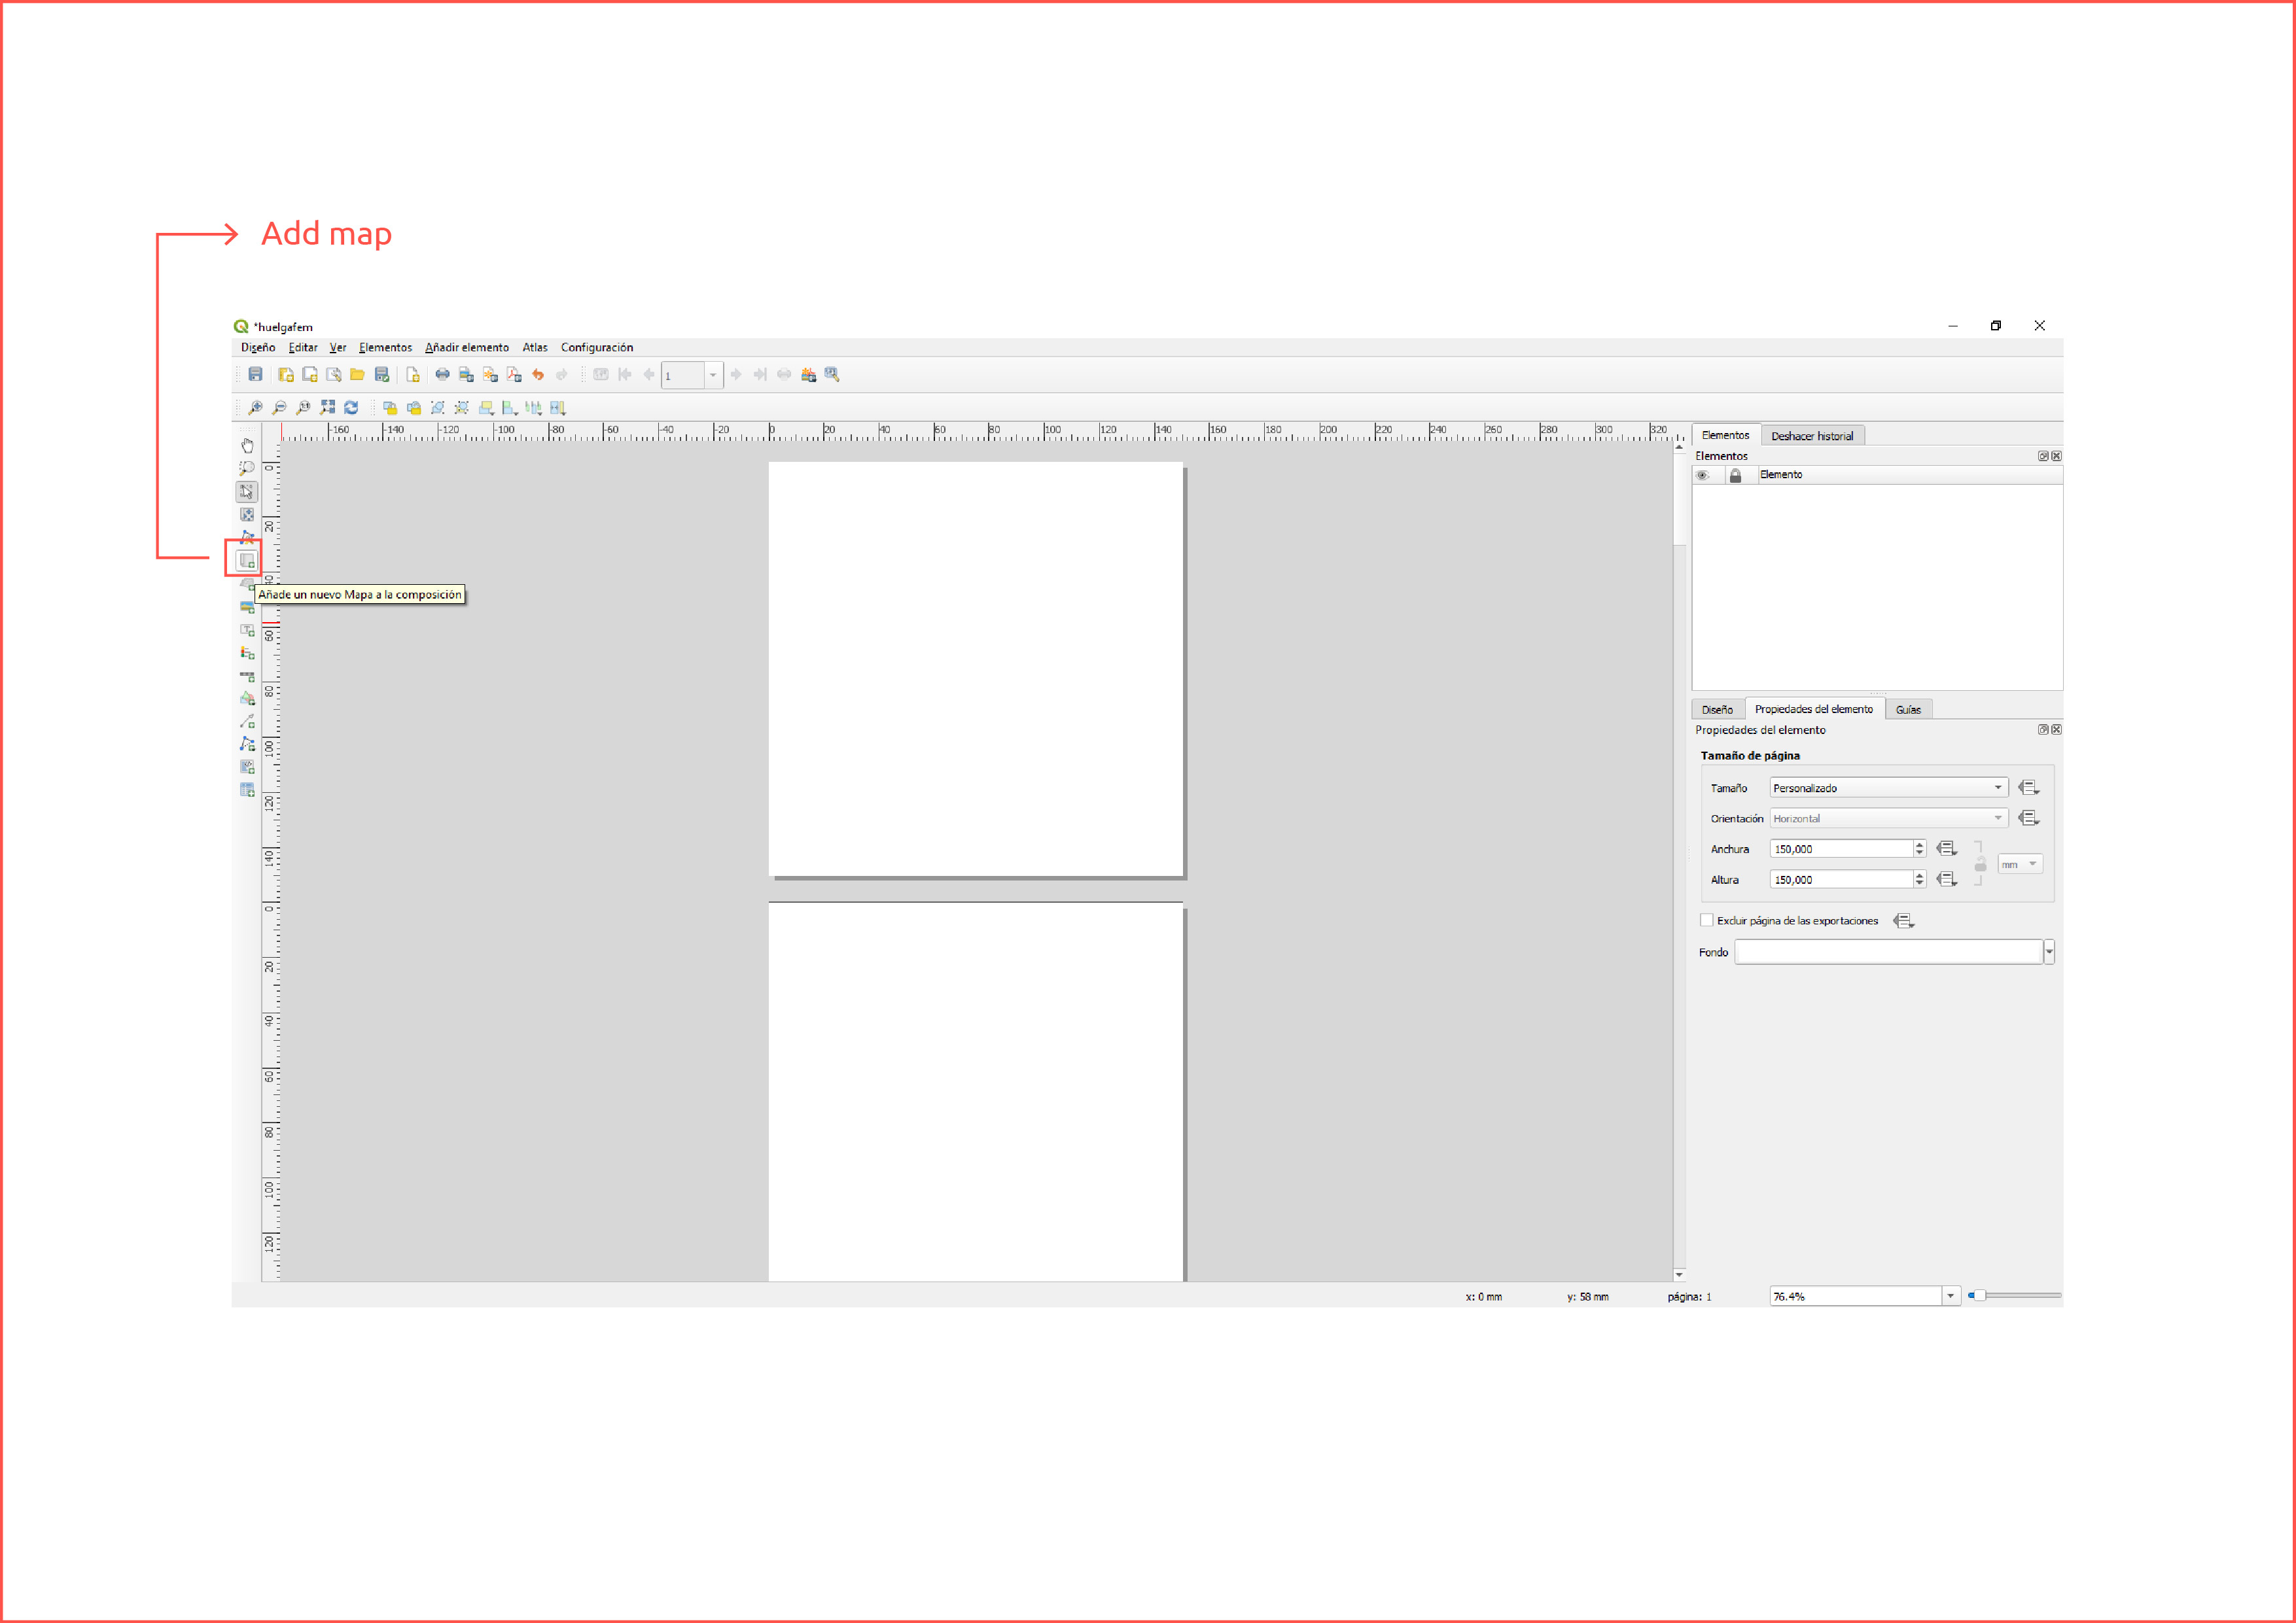 Add map
*huelgafem
Diseño Editar Ver Elementos Añadir elemento Atlas Configuración
1
-160 -140 -120 -100 -80 -60 -40 -20 0 20 40 60 80 100 120 140 160 180 200 220 240 260 280 300 320
Elementos Deshacer historial
Elementos
Elemento
Añade un nuevo Mapa a la composición
0
20
40
60
80
100
120
140
0
20
40
60
80
100
120
Diseño Propiedades del elemento Guías
Propiedades del elemento
Tamaño de página
Tamaño Personalizado
Orientación Horizontal
Anchura 150,000
mm
Altura 150,000
Excluir página de las exportaciones
Fondo
x: 0 mm y: 58 mm página: 1 76.4%